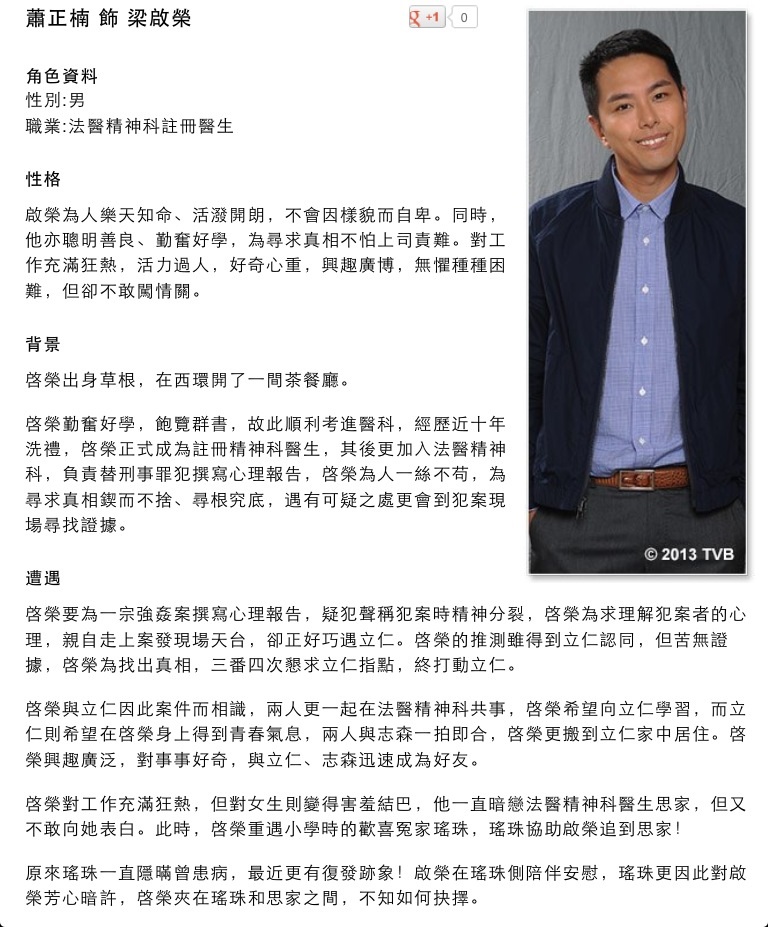 蕭正楠 飾 梁啟榮
g +1 0
角色資料
性別:男
職業:法醫精神科註冊醫生
性格
啟榮為人樂天知命、活潑開朗，不會因樣貌而自卑。同時，
他亦聰明善良、勤奮好學，為尋求真相不怕上司責難。對工
作充滿狂熱，活力過人，好奇心重，興趣廣博，無懼種種困
難，但卻不敢闖情關。
背景
啓榮出身草根，在西環開了一間茶餐廳。
啓榮勤奮好學，飽覽群書，故此順利考進醫科，經歷近十年
洗禮，啓榮正式成為註冊精神科醫生，其後更加入法醫精神
科，負責替刑事罪犯撰寫心理報告，啓榮為人一絲不苟，為
尋求真相鍥而不捨、尋根究底，遇有可疑之處更會到犯案現
場尋找證據。
© 2013 TVB
遭遇
啓榮要為一宗強姦案撰寫心理報告，疑犯聲稱犯案時精神分裂，啓榮為求理解犯案者的心
理，親自走上案發現場天台，卻正好巧遇立仁。啓榮的推測雖得到立仁認同，但苦無證
據，啓榮為找出真相，三番四次懇求立仁指點，終打動立仁。
啓榮與立仁因此案件而相識，兩人更一起在法醫精神科共事，啓榮希望向立仁學習，而立
仁則希望在啓榮身上得到青春氣息，兩人與志森一拍即合，啓榮更搬到立仁家中居住。啓
榮興趣廣泛，對事事好奇，與立仁、志森迅速成為好友。
啓榮對工作充滿狂熱，但對女生則變得害羞結巴，他一直暗戀法醫精神科醫生思家，但又
不敢向她表白。此時，啓榮重遇小學時的歡喜冤家瑤珠，瑤珠協助啟榮追到思家！
原來瑤珠一直隱瞞曾患病，最近更有復發跡象！啟榮在瑤珠側陪伴安慰，瑤珠更因此對啟
榮芳心暗許，啓榮夾在瑤珠和思家之間，不知如何抉擇。